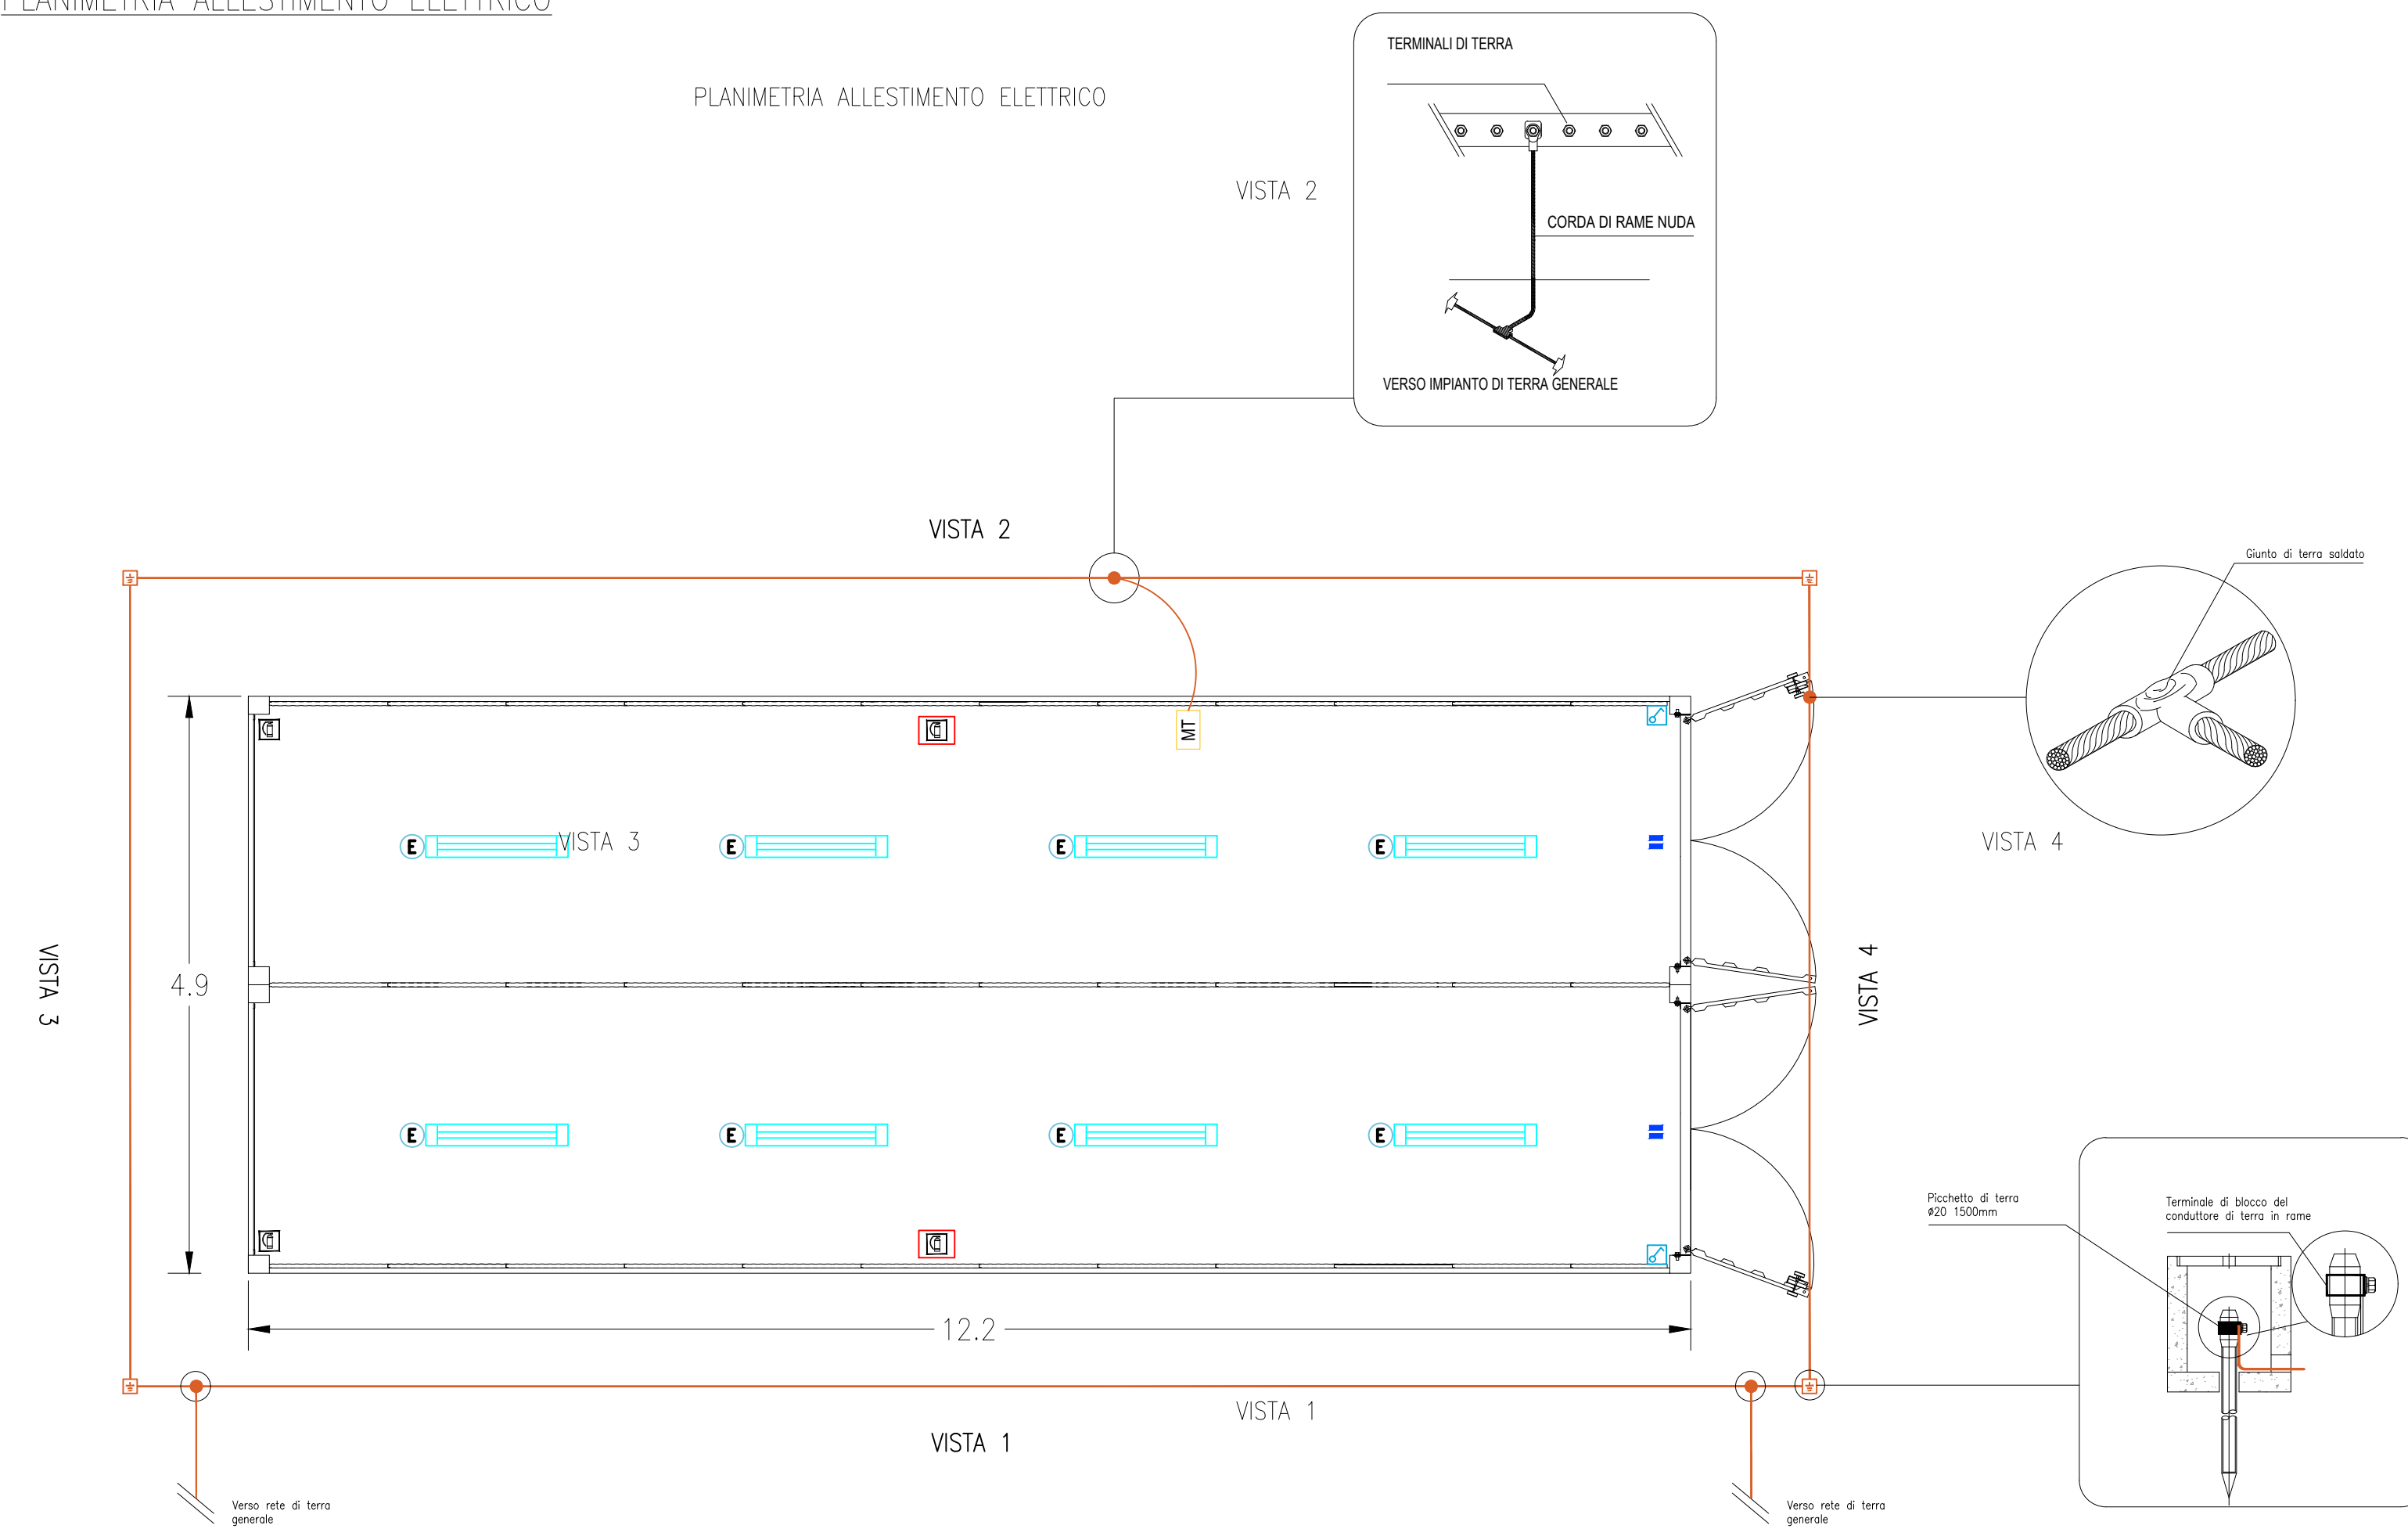 PLANIMETRIA ALLESTIMENTO ELETTRICO
PLANIMETRIA ALLESTIMENTO ELETTRICO
TERMINALI DI TERRA
VISTA 2
CORDA DI RAME NUDA
VERSO IMPIANTO DI TERRA GENERALE
VISTA 2
Giunto di terra saldato
MT
E
VISTA 3
E
E
E
VISTA 4
VISTA 3
4.9
VISTA 4
E
E
E
E
Picchetto di terra
ø20 1500mm
Terminale di blocco del
conduttore di terra in rame
12.2
VISTA 1
VISTA 1
Verso rete di terra
generale
Verso rete di terra
generale